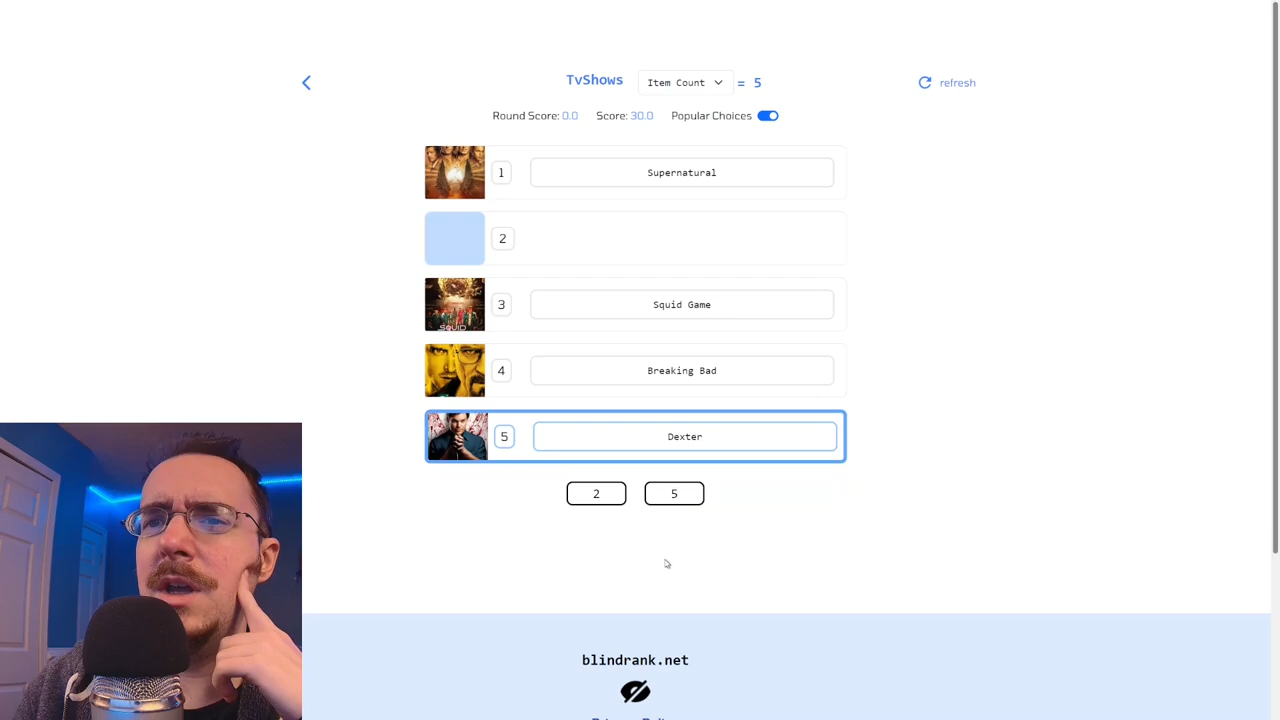 TvShows Item Count = 5 refresh
Round Score: 0.0 Score: 30.0 Popular Choices
1 Supernatural
2
SQUID
3 Squid Game
4 Breaking Bad
5 Dexter
2 5
blindrank.net